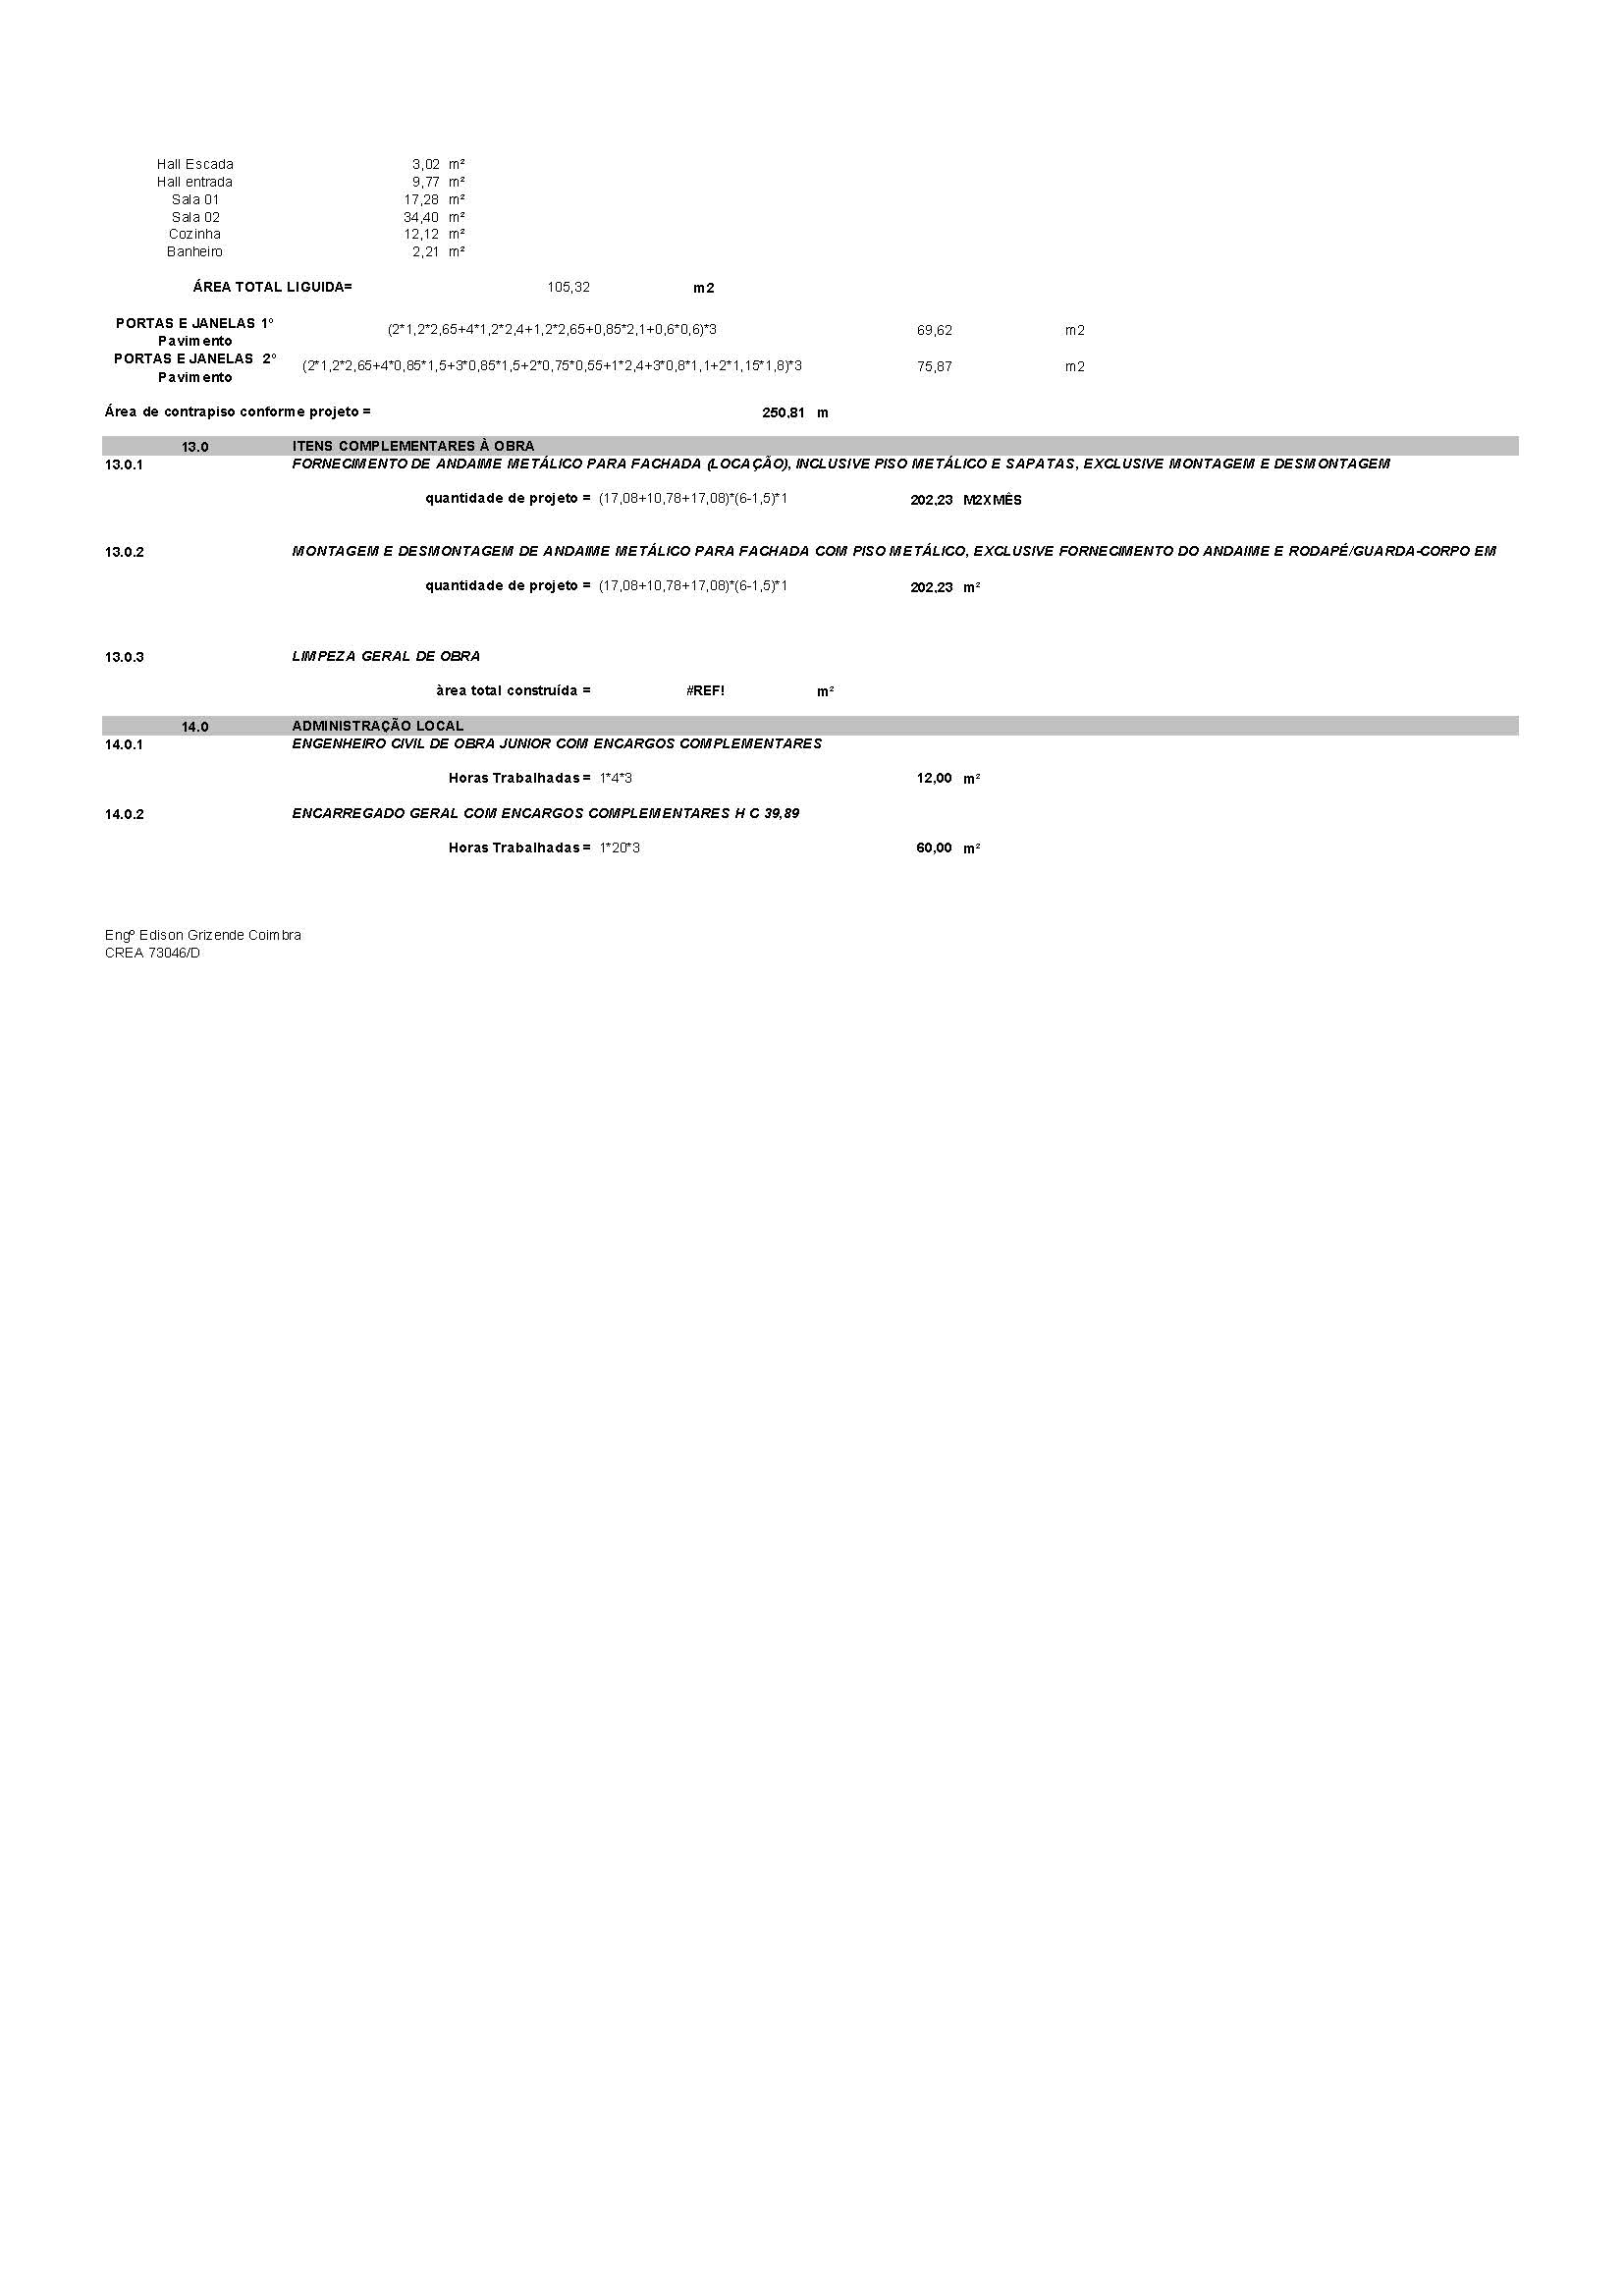 Hall Escada 3,02 m²
Hall entrada 9,77 m²
Sala 01 17,28 m²
Sala 02 34,40 m²
Cozinha 12,12 m²
Banheiro 2,21 m²
ÁREA TOTAL LIGUIDA= 105,32 m2
PORTAS E JANELAS 1º
Pavimento (2*1,2*2,65+4*1,2*2,4+1,2*2,65+0,85*2,1+0,6*0,6)*3 69,62 m2
PORTAS E JANELAS 2º
Pavimento (2*1,2*2,65+4*0,85*1,5+3*0,85*1,5+2*0,75*0,55+1*2,4+3*0,8*1,1+2*1,15*1,8)*3 75,87 m2
Área de contrapiso conforme projeto = 250,81 m
13.0 ITENS COMPLEMENTARES À OBRA
13.0.1 FORNECIMENTO DE ANDAIME METÁLICO PARA FACHADA (LOCAÇÃO), INCLUSIVE PISO METÁLICO E SAPATAS, EXCLUSIVE MONTAGEM E DESMONTAGEM
quantidade de projeto = (17,08+10,78+17,08)*(6-1,5)*1 202,23 M2XMÊS
13.0.2 MONTAGEM E DESMONTAGEM DE ANDAIME METÁLICO PARA FACHADA COM PISO METÁLICO, EXCLUSIVE FORNECIMENTO DO ANDAIME E RODAPÉ/GUARDA-CORPO EM
quantidade de projeto = (17,08+10,78+17,08)*(6-1,5)*1 202,23 m²
13.0.3 LIMPEZA GERAL DE OBRA
àrea total construída = #REF! m²
14.0 ADMINISTRAÇÃO LOCAL
14.0.1 ENGENHEIRO CIVIL DE OBRA JUNIOR COM ENCARGOS COMPLEMENTARES
Horas Trabalhadas = 1*4*3 12,00 m²
14.0.2 ENCARREGADO GERAL COM ENCARGOS COMPLEMENTARES H C 39,89
Horas Trabalhadas = 1*20*3 60,00 m²
Engº Edison Grizende Coimbra
CREA 73046/D